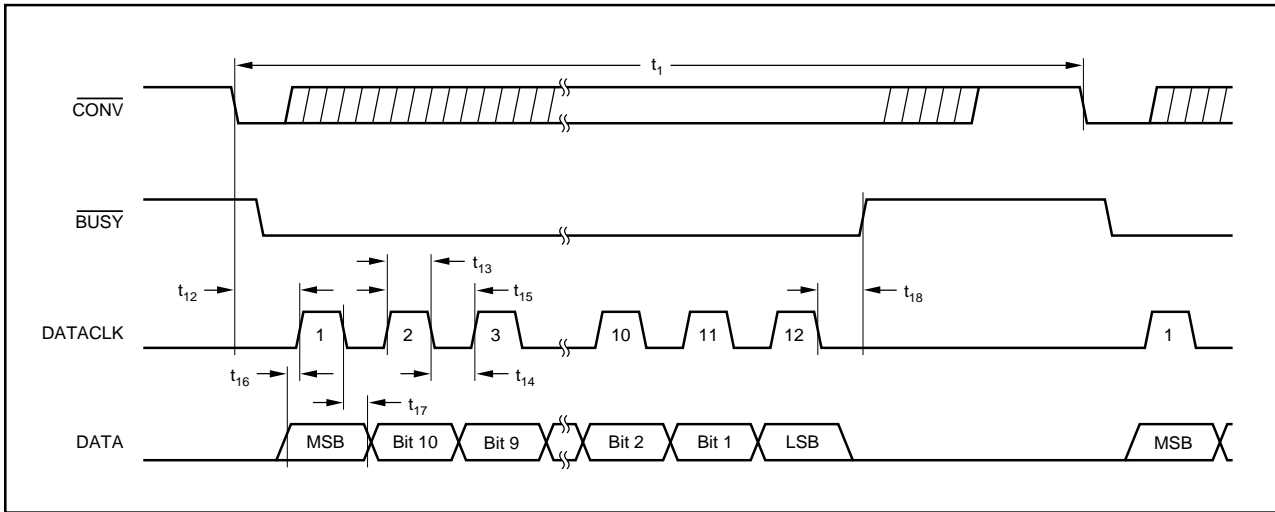 t1
CONV
BUSY
t13
t12
t15
t18
DATACLK
1
2
3
10
11
12
1
t16
t14
t17
DATA
MSB
Bit 10
Bit 9
Bit 2
Bit 1
LSB
MSB